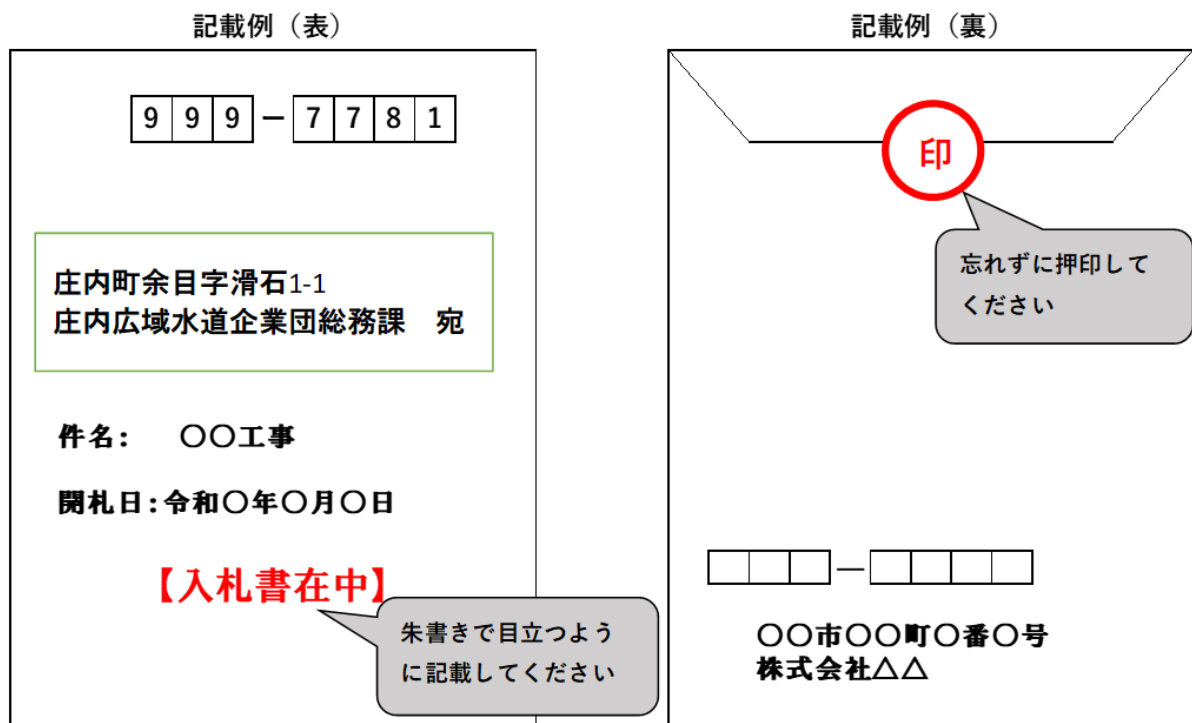 記載例（表）
999－7781
庄内町余目字滑石1-1
庄内広域水道企業団総務課　宛
件名：　〇〇工事
開札日：令和〇年〇月〇日
【入札書在中】
朱書きで目立つよう
に記載してください
記載例（裏）
印
忘れずに押印して
ください
〇〇市〇〇町〇番〇号
株式会社△△